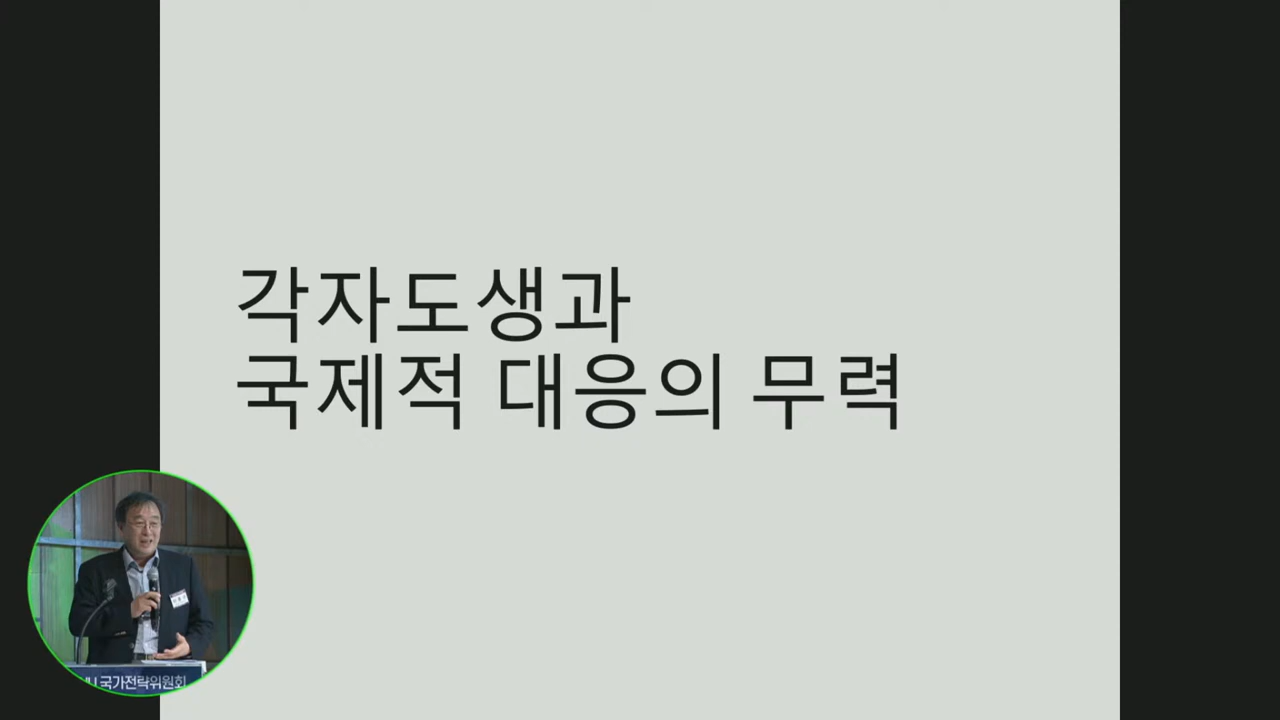 각자도생과
국제적 대응의 무력
국가전략위원회